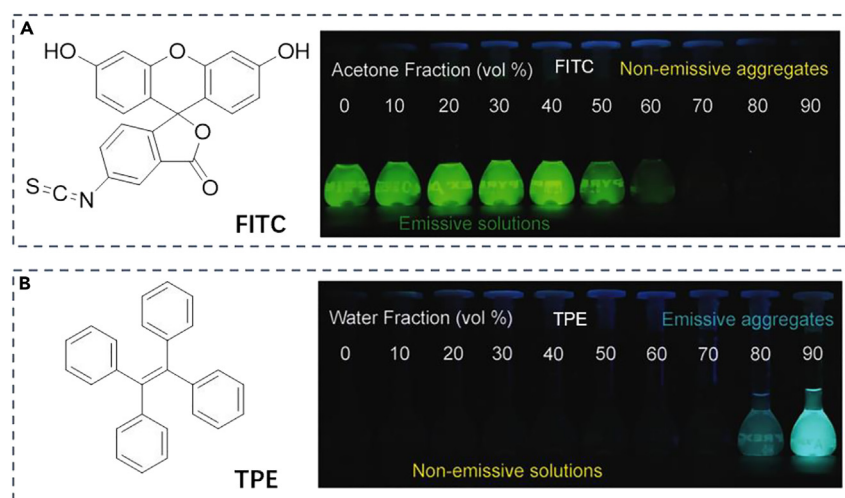 A
HO
O
OH
O
O
S
C
N
FITC
Acetone Fraction (vol %)
FITC
Non-emissive aggregates
0 10 20 30 40 50 60 70 80 90
Emissive solutions
B
TPE
Water Fraction (vol %)
TPE
Emissive aggregates
0 10 20 30 40 50 60 70 80 90
Non-emissive solutions